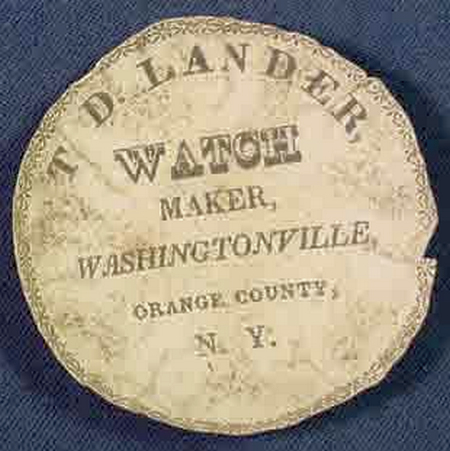 T. D. LANDER,
WATCH
MAKER,
WASHINGTONVILLE,
ORANGE COUNTY,
N. Y.